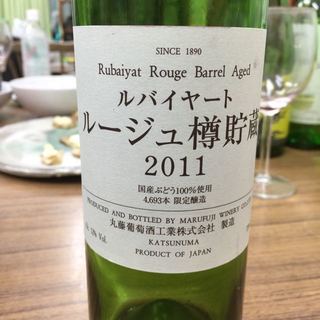 SINCE 1890
Rubaiyat Rouge Barrel Aged
ルバイヤート
ルージュ樽貯蔵
2011
国産ぶどう100%使用
4,693本 限定醸造
PRODUCED AND BOTTLED BY MARUFUJI WINERY CO.,
丸藤葡萄酒工業株式会社 製造
KATSUNUMA
PRODUCT OF JAPAN
Vol.